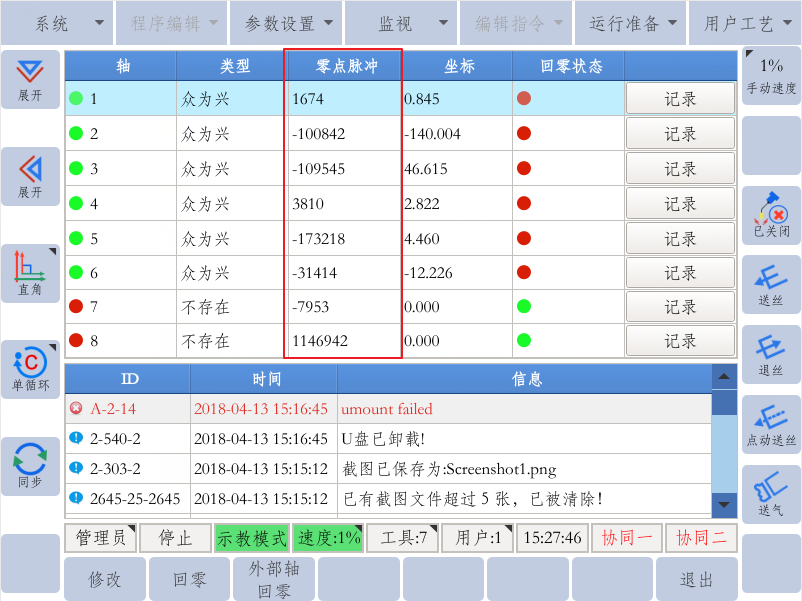 系统 程序编辑 参数设置 监视 编辑指令 运行准备 用户工艺
展开
展开
直角
单循环
同步
轴 类型 零点脉冲 坐标 回零状态
1 众为兴 1674 0.845 记录
2 众为兴 -100842 -140.004 记录
3 众为兴 -109545 46.615 记录
4 众为兴 3810 2.822 记录
5 众为兴 -173218 4.460 记录
6 众为兴 -31414 -12.226 记录
7 不存在 -7953 0.000 记录
8 不存在 1146942 0.000 记录
ID 时间 信息
A-2-14 2018-04-13 15:16:45 umount failed
2-540-2 2018-04-13 15:16:45 U盘已卸载!
2-303-2 2018-04-13 15:15:12 截图已保存为:Screenshot1.png
2645-25-2645 2018-04-13 15:15:12 已有截图文件超过 5 张，已被清除！
1%
手动速度
已关闭
送丝
退丝
点动送丝
送气
管理员 停止 示教模式 速度:1% 工具:7 用户:1 15:27:46 协同一 协同二
修改 回零 外部轴 退出
回零